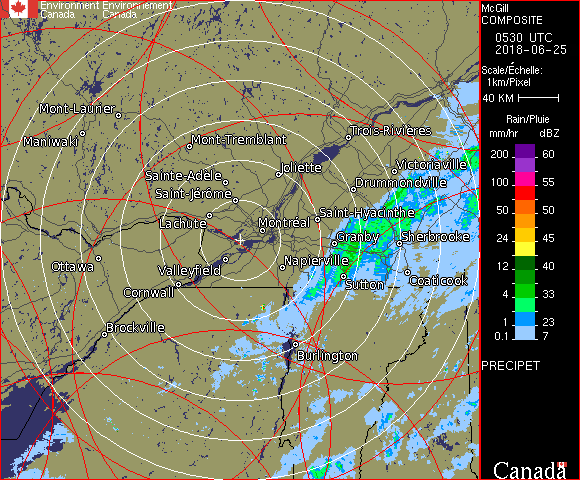 Environment Environnement
Canada Canada
McGill
COMPOSITE
0530 UTC
2018-06-25
Scale/Échelle:
1km/Pixel
40 KM
Rain/Pluie
mm/hr dBZ
200 60
100 55
50 50
24 45
12 40
4 33
1 23
0.1 7
PRECIPET
Canada
Mont-Laurier
Maniwaki
Mont-Tremblant
Trois-Rivières
Joliette
Victoriaville
Sainte-Adèle
Drummondville
Saint-Jérôme
Saint-Hyacinthe
Lachute
Montréal
Granby
Sherbrooke
Ottawa
Valleyfield
Napierville
Coaticook
Sutton
Cornwall
Brockville
Burlington